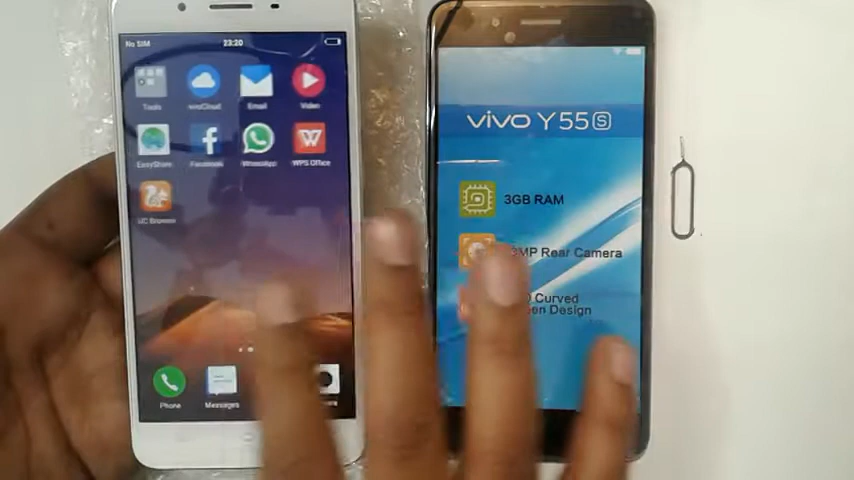 No SIM 23:20
Tools vivoCloud Email Video
EasyShare Facebook WhatsApp WPS Office
UC Browser
Phone Messages
vivo Y55S
3GB RAM
MP Rear Camera
Curved
Design